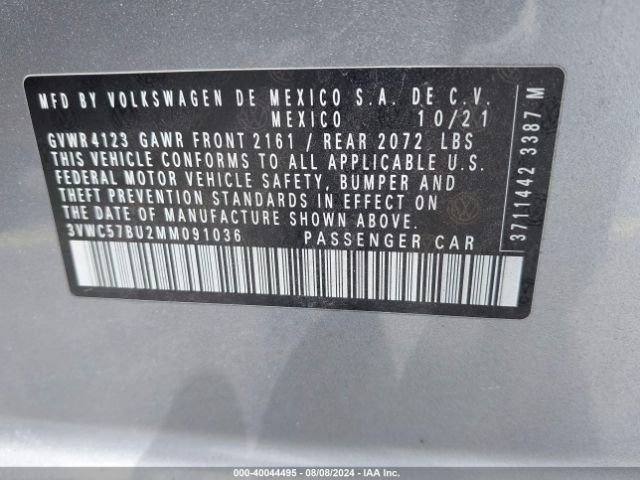 MFD BY VOLKSWAGEN DE MEXICO S.A. DE C.V.
MEXICO 10/21
GVWR 4123 GAWR FRONT 2161 / REAR 2072 LBS
THIS VEHICLE CONFORMS TO ALL APPLICABLE U.S.
FEDERAL MOTOR VEHICLE SAFETY, BUMPER AND
THEFT PREVENTION STANDARDS IN EFFECT ON
THE DATE OF MANUFACTURE SHOWN ABOVE.
3VWC57BU2MM091036 PASSENGER CAR
3711442 3387 M
000-40044495 - 08/08/2024 - IAA Inc.